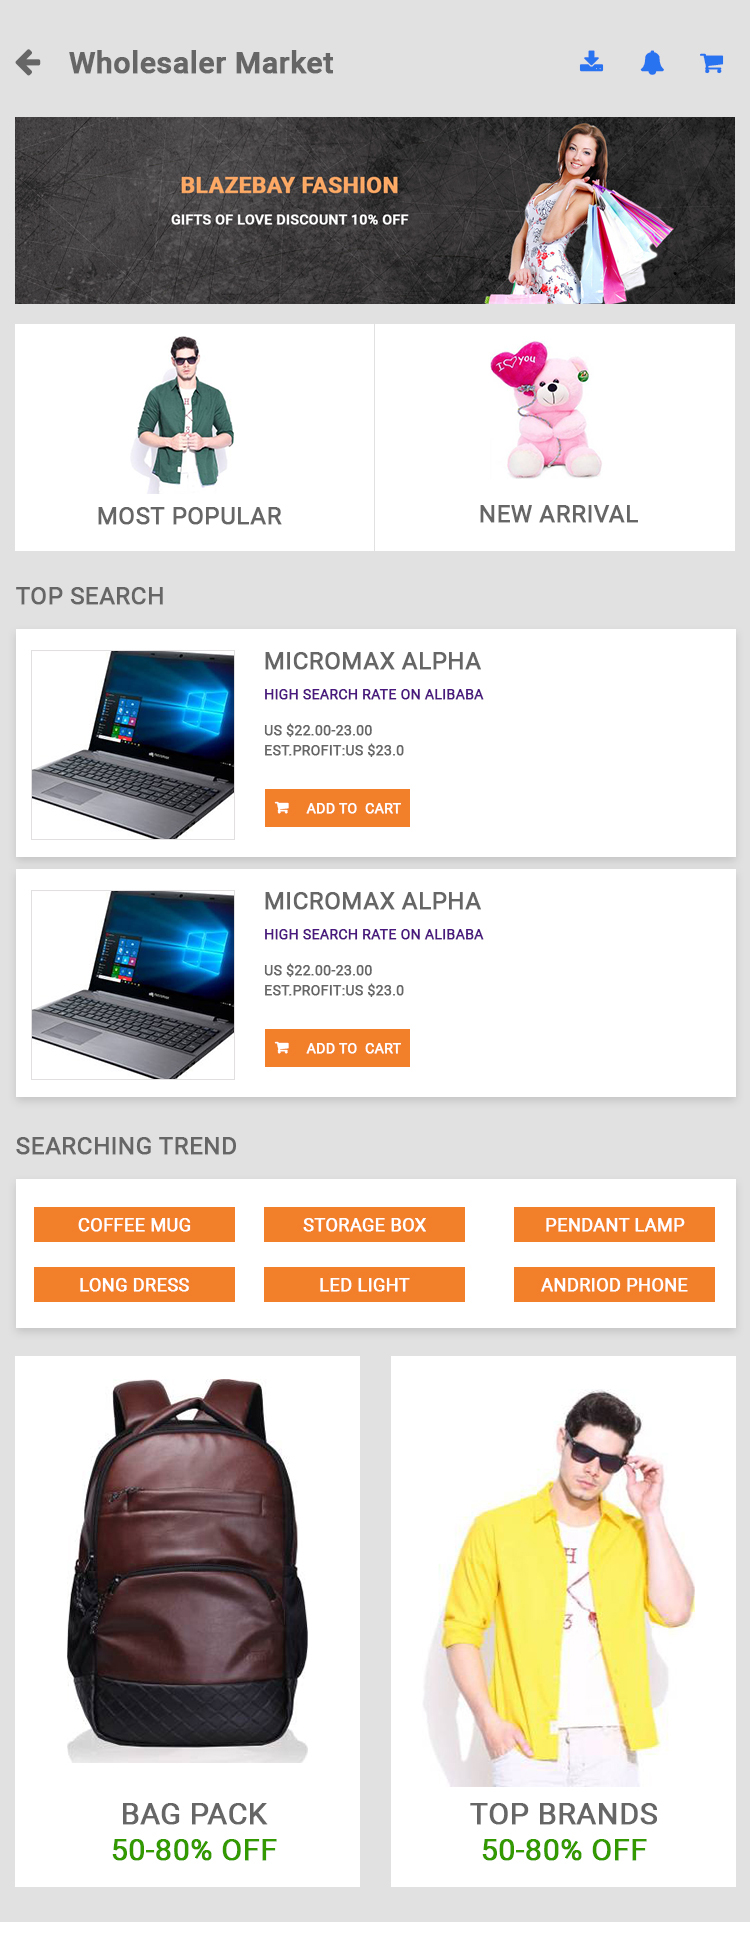 Wholesaler Market
BLAZEBAY FASHION
GIFTS OF LOVE DISCOUNT 10% OFF
I you
MOST POPULAR
NEW ARRIVAL
TOP SEARCH
MICROMAX ALPHA
HIGH SEARCH RATE ON ALIBABA
US $22.00-23.00
EST.PROFIT:US $23.0
ADD TO CART
MICROMAX ALPHA
HIGH SEARCH RATE ON ALIBABA
US $22.00-23.00
EST.PROFIT:US $23.0
ADD TO CART
SEARCHING TREND
COFFEE MUG
STORAGE BOX
PENDANT LAMP
LONG DRESS
LED LIGHT
ANDRIOD PHONE
H
3
BAG PACK
50-80% OFF
TOP BRANDS
50-80% OFF